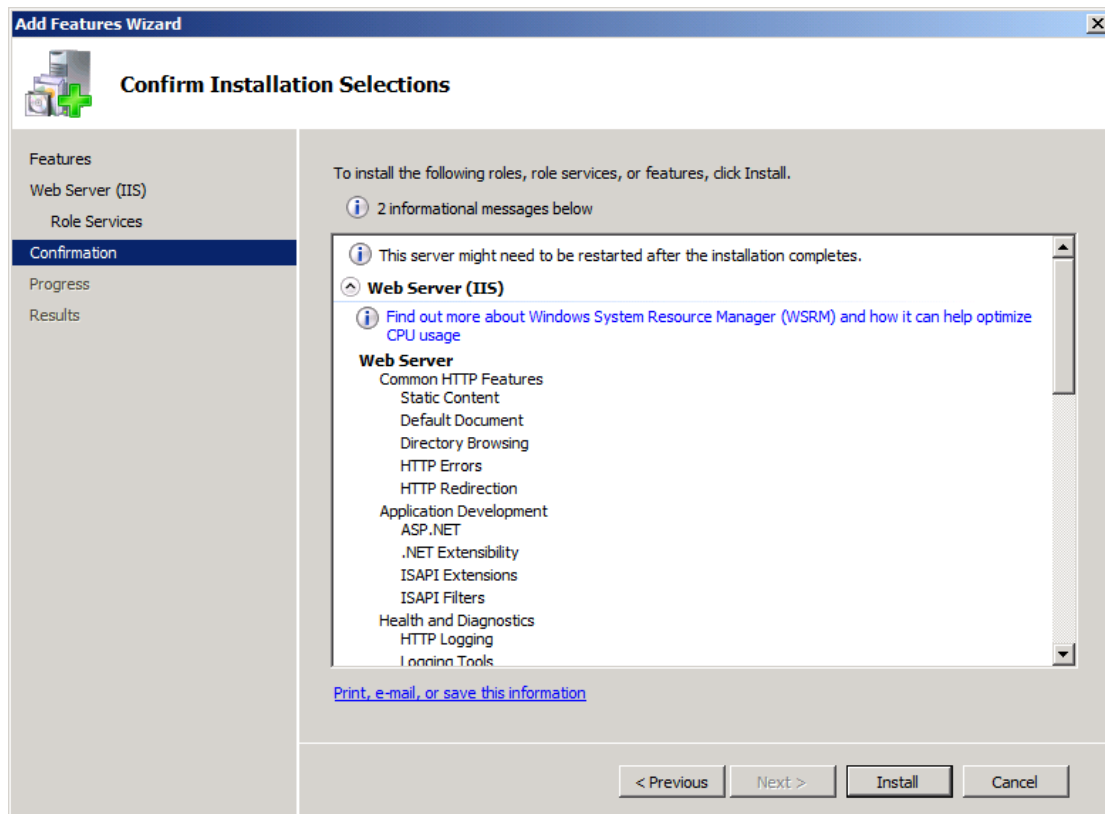 Add Features Wizard
Confirm Installation Selections
Features
Web Server (IIS)
Role Services
Confirmation
Progress
Results
To install the following roles, role services, or features, click Install.
2 informational messages below
This server might need to be restarted after the installation completes.
Web Server (IIS)
Find out more about Windows System Resource Manager (WSRM) and how it can help optimize
CPU usage
Web Server
Common HTTP Features
Static Content
Default Document
Directory Browsing
HTTP Errors
HTTP Redirection
Application Development
ASP.NET
.NET Extensibility
ISAPI Extensions
ISAPI Filters
Health and Diagnostics
HTTP Logging
Logging Tools
Print, e-mail, or save this information
< Previous
Next >
Install
Cancel